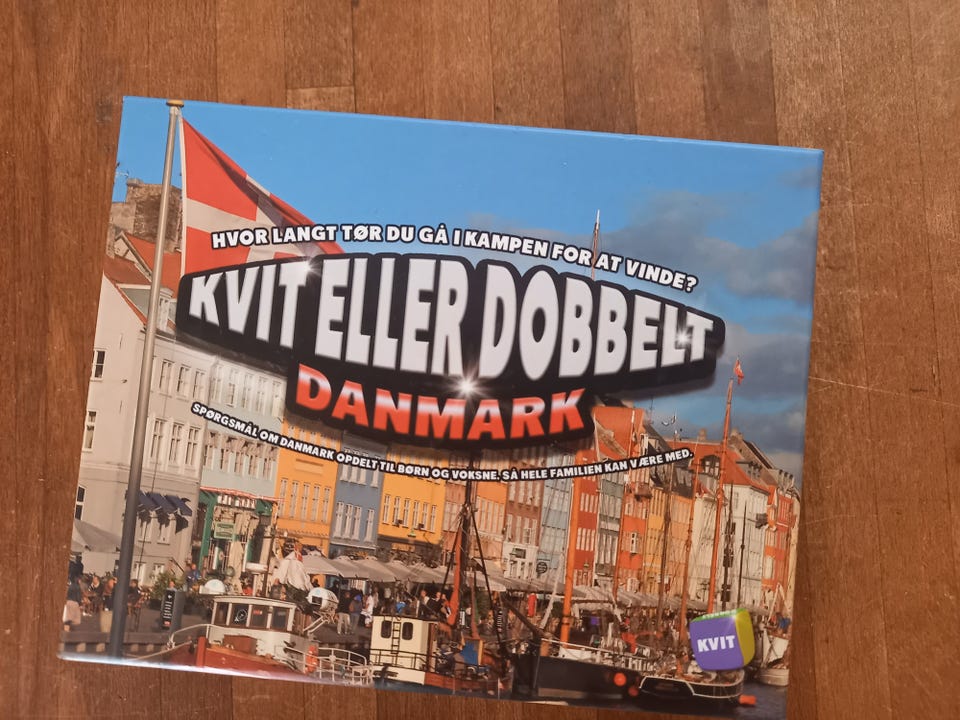 HVOR LANGT TØR DU GÅ I KAMPEN FOR AT VINDE?
KVIT ELLER DOBBELT
DANMARK
SPØRGSMÅL OM DANMARK OPDELT TIL BØRN OG VOKSNE, SÅ HELE FAMILIEN KAN VÆRE MED.
KVIT